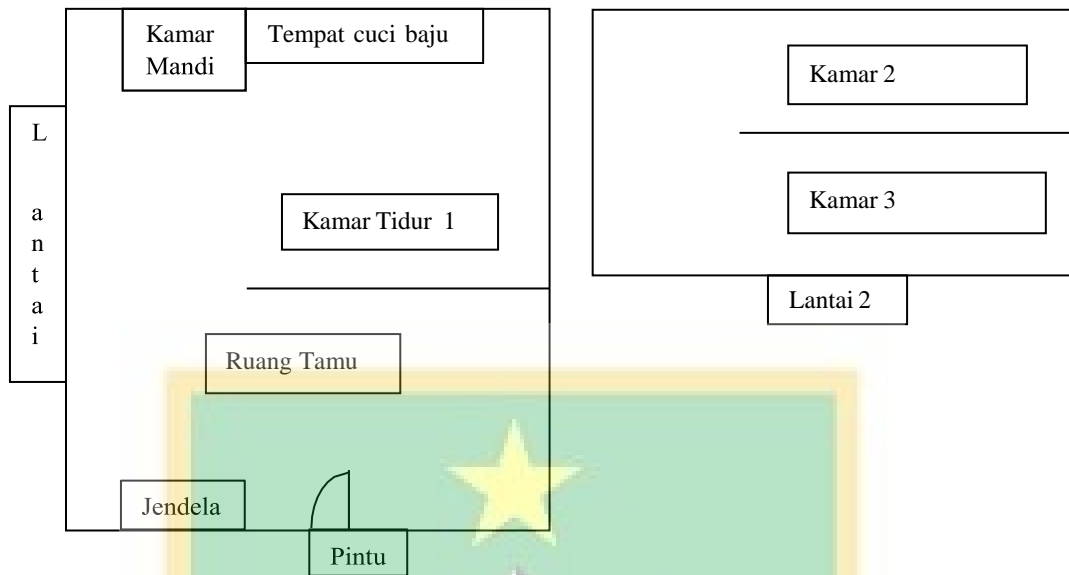 Kamar
Mandi
Tempat cuci baju
Kamar 2
L
a
n
t
a
i
Kamar 3
Kamar Tidur 1
Lantai 2
Ruang Tamu
Jendela
Pintu